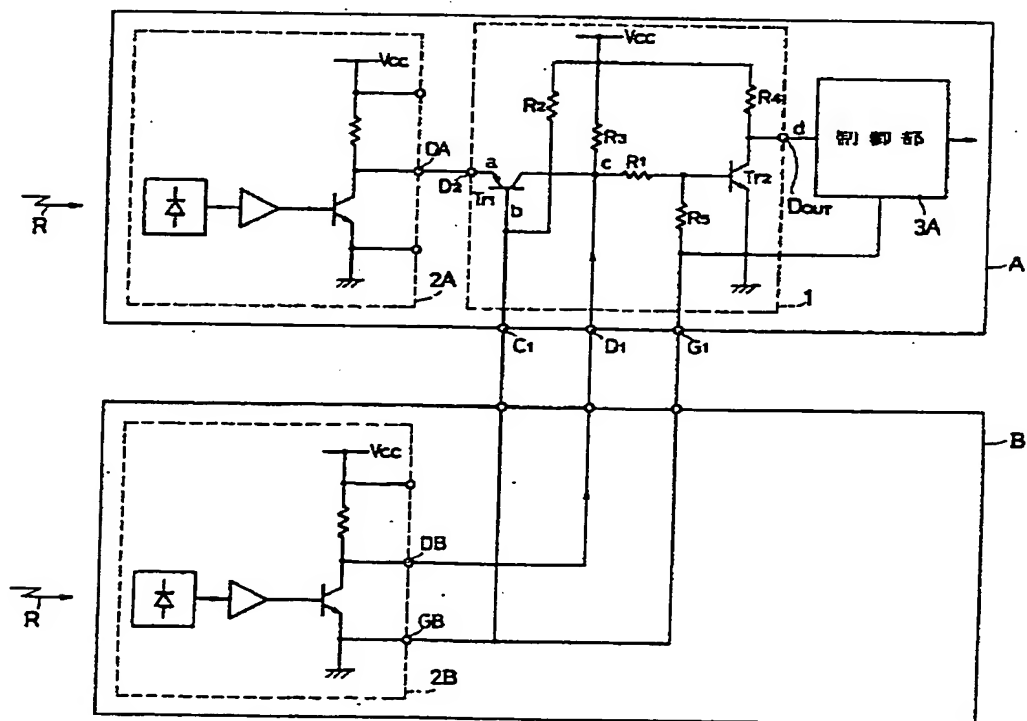 Vcc
Vcc
R2
R3
R4
DA
D2
a
Tr1
b
c
R1
Tr2
R5
d
DOUT
制御部
3A
R
2A
1
A
C1
D1
G1
B
Vcc
DB
R
GB
2B